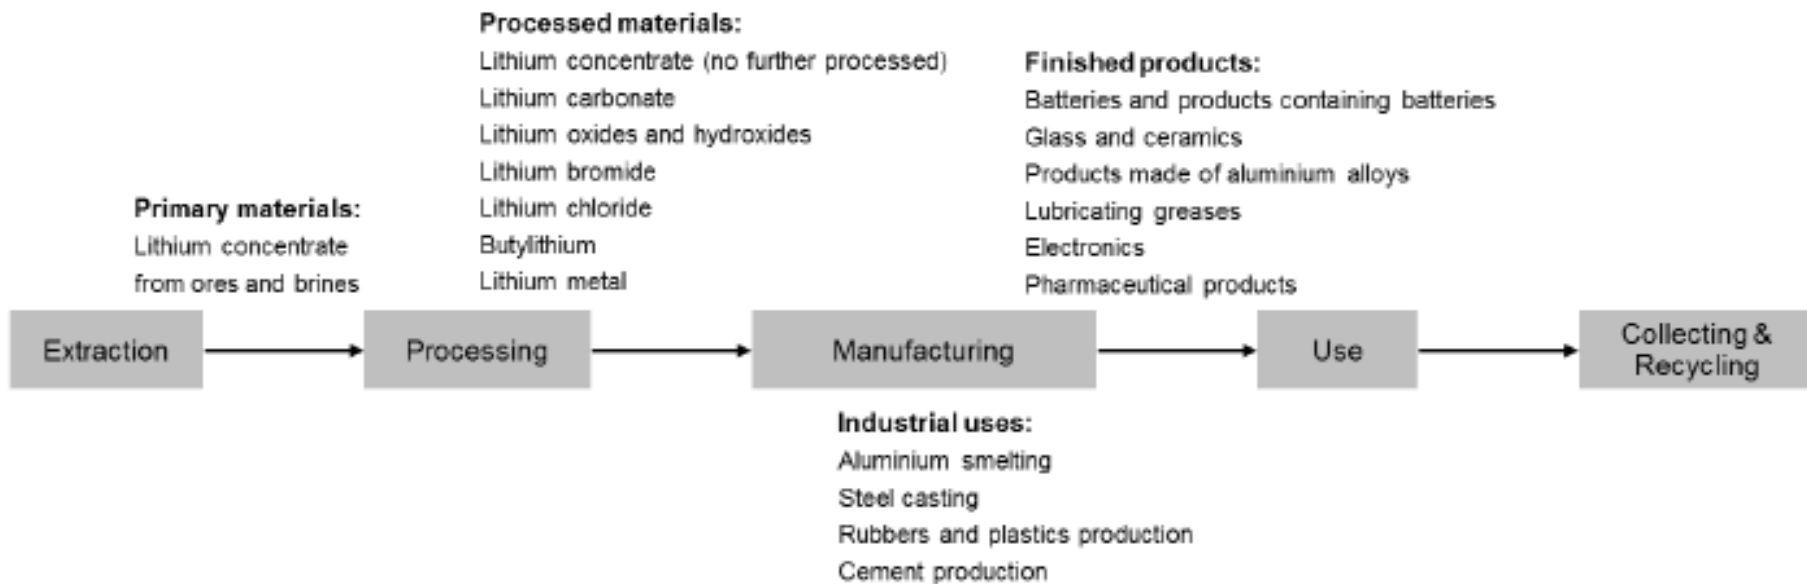 Processed materials:
Lithium concentrate (no further processed)
Lithium carbonate
Lithium oxides and hydroxides
Lithium bromide
Lithium chloride
Butylithium
Lithium metal
Finished products:
Batteries and products containing batteries
Glass and ceramics
Products made of aluminium alloys
Lubricating greases
Electronics
Pharmaceutical products
Primary materials:
Lithium concentrate
from ores and brines
Extraction
Processing
Manufacturing
Use
Collecting &
Recycling
Industrial uses:
Aluminium smelting
Steel casting
Rubbers and plastics production
Cement production